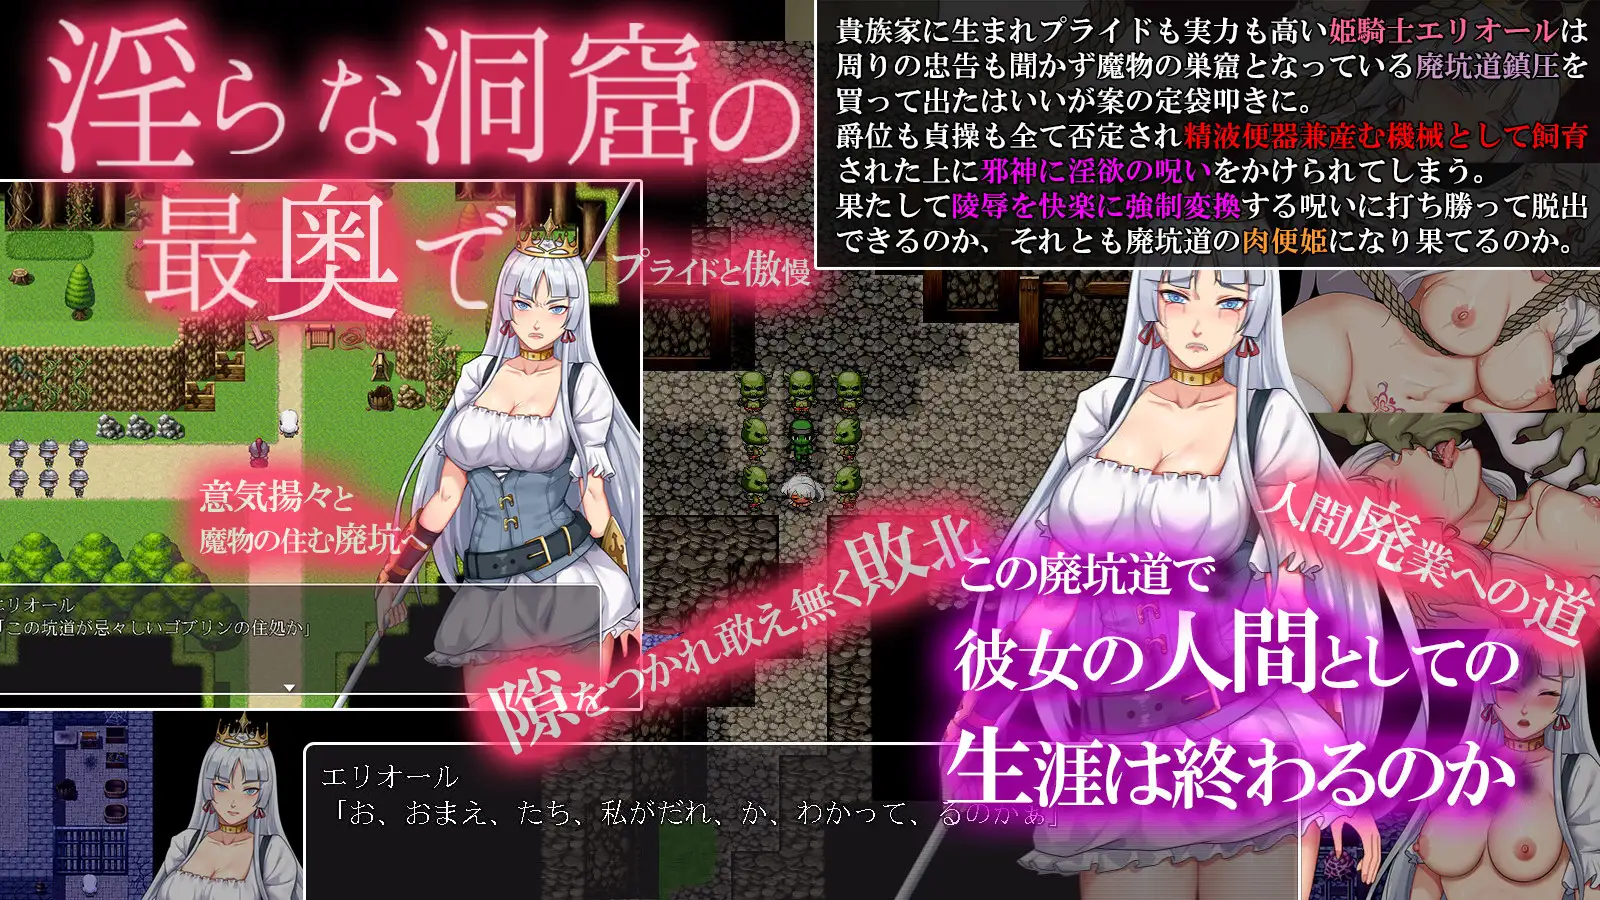 淫らな洞窟の
最奥で
貴族家に生まれプライドも実力も高い姫騎士エリオールは
周りの忠告も聞かず魔物の巣窟となっている廃坑道鎮圧を
買って出たはいいが案の定袋叩きに。
爵位も貞操も全て否定され精液便器兼産む機械として飼育
された上に邪神に淫欲の呪いをかけられてしまう。
果たして陵辱を快楽に強制変換する呪いに打ち勝って脱出
できるのか、それとも廃坑道の肉便姫になり果てるのか。
プライドと傲慢
意気揚々と
魔物の住む廃坑へ
エリオール
「この坑道が忌々しいゴブリンの住処か」
隙をつかれ敢え無く敗北
人間廃業への道
この廃坑道で
彼女の人間としての
生涯は終わるのか
エリオール
「お、おまえ、たち、私がだれ、か、わかって、るのかぁ」